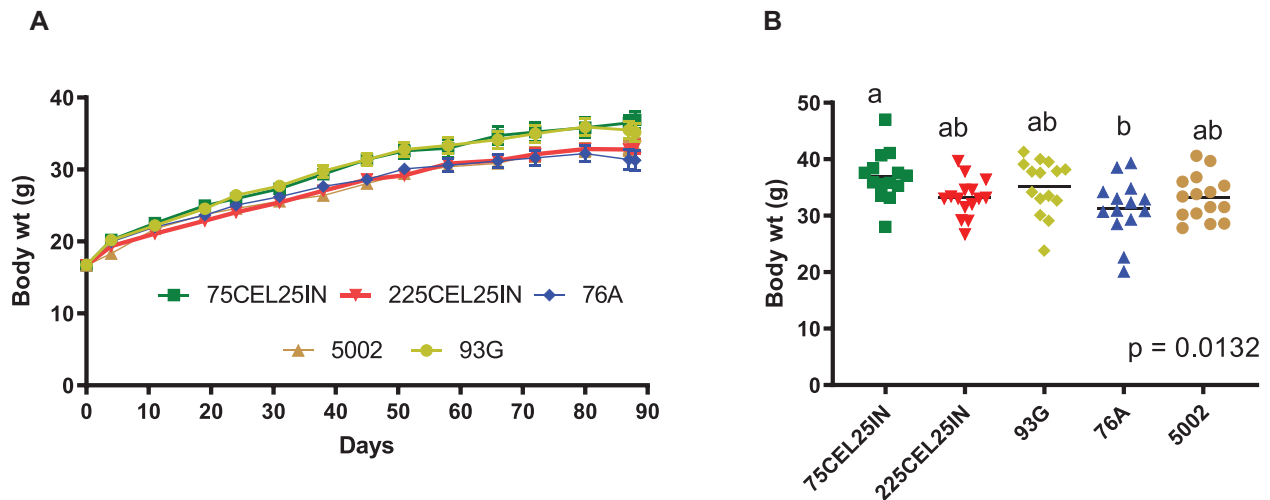 A
Body wt (g)
40
30
20
10
0
0 10 20 30 40 50 60 70 80 90
Days
75CEL25IN 225CEL25IN 76A
5002 93G
B
Body wt (g)
50
40
30
20
10
0
a ab ab b ab
p = 0.0132
75CEL25IN 225CEL25IN 93G 76A 5002